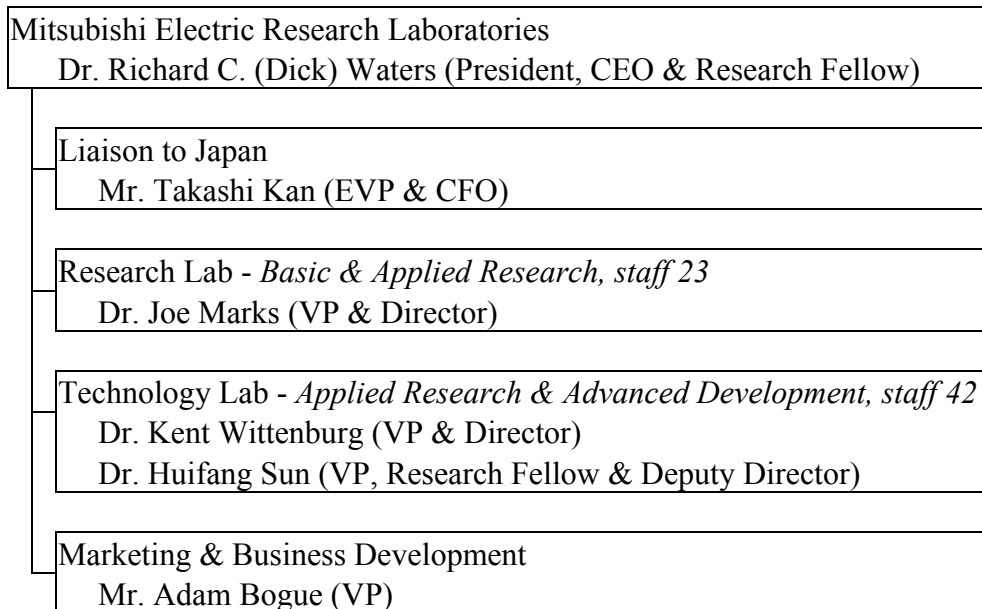 Mitsubishi Electric Research Laboratories
Dr. Richard C. (Dick) Waters (President, CEO & Research Fellow)
Liaison to Japan
Mr. Takashi Kan (EVP & CFO)
Research Lab - Basic & Applied Research, staff 23
Dr. Joe Marks (VP & Director)
Technology Lab - Applied Research & Advanced Development, staff 42
Dr. Kent Wittenburg (VP & Director)
Dr. Huifang Sun (VP, Research Fellow & Deputy Director)
Marketing & Business Development
Mr. Adam Bogue (VP)